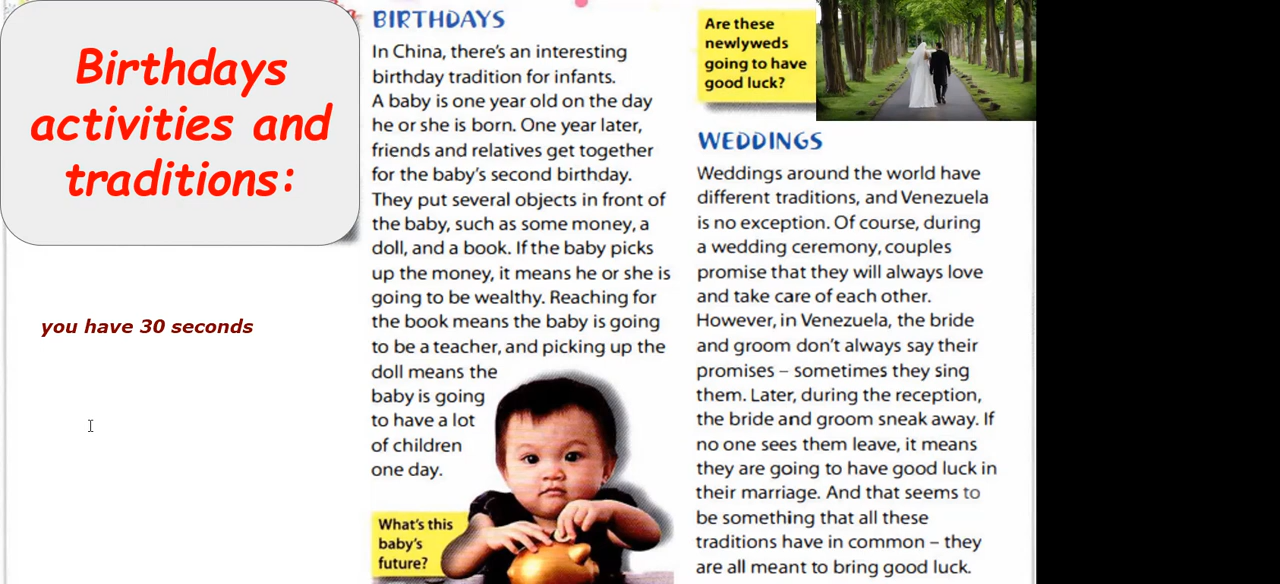 Birthdays
activities and
traditions:
you have 30 seconds
BIRTHDAYS
In China, there's an interesting
birthday tradition for infants.
A baby is one year old on the day
he or she is born. One year later,
friends and relatives get together
for the baby's second birthday.
They put several objects in front of
the baby, such as some money, a
doll, and a book. If the baby picks
up the money, it means he or she is
going to be wealthy. Reaching for
the book means the baby is going
to be a teacher, and picking up the
doll means the
baby is going
to have a lot
of children
one day.
What's this
baby's
future?
Are these
newlyweds
going to have
good luck?
WEDDINGS
Weddings around the world have
different traditions, and Venezuela
is no exception. Of course, during
a wedding ceremony, couples
promise that they will always love
and take care of each other.
However, in Venezuela, the bride
and groom don't always say their
promises – sometimes they sing
them. Later, during the reception,
the bride and groom sneak away. If
no one sees them leave, it means
they are going to have good luck in
their marriage. And that seems to
be something that all these
traditions have in common – they
are all meant to bring good luck.